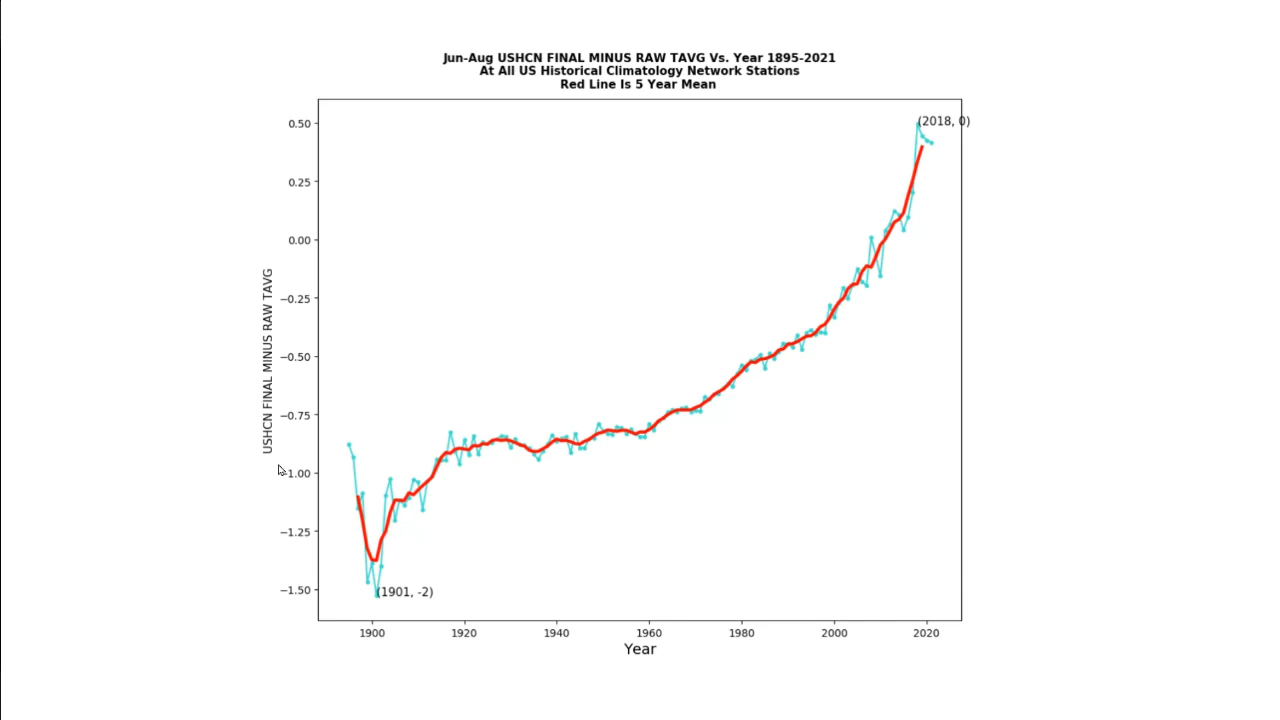 Jun-Aug USHCN FINAL MINUS RAW TAVG Vs. Year 1895-2021
At All US Historical Climatology Network Stations
Red Line Is 5 Year Mean
(2018, 0)
0.50
0.25
0.00
−0.25
−0.50
−0.75
−1.00
−1.25
−1.50
USHCN FINAL MINUS RAW TAVG
(1901, -2)
1900 1920 1940 1960 1980 2000 2020
Year